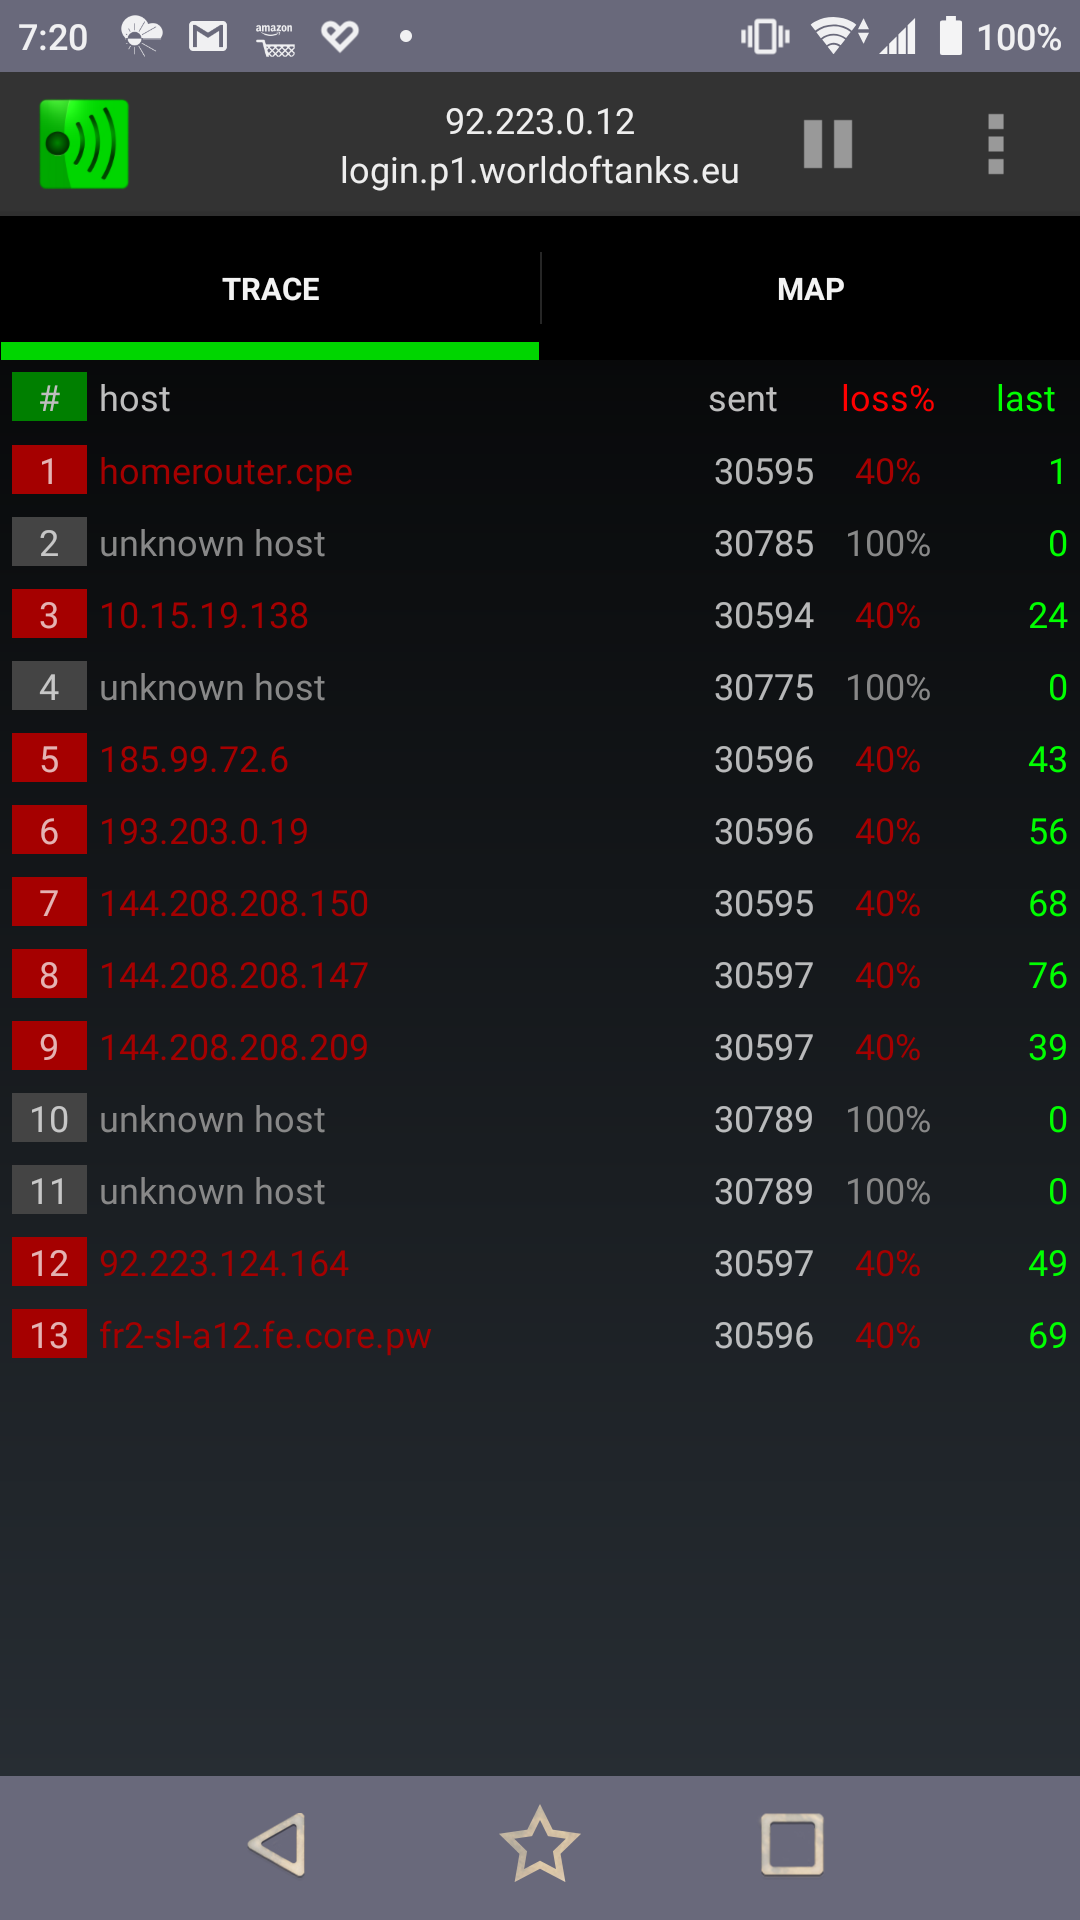 7:20 amazon 100%
92.223.0.12
login.p1.worldoftanks.eu
TRACE MAP
# host sent loss% last
1 homerouter.cpe 30595 40% 1
2 unknown host 30785 100% 0
3 10.15.19.138 30594 40% 24
4 unknown host 30775 100% 0
5 185.99.72.6 30596 40% 43
6 193.203.0.19 30596 40% 56
7 144.208.208.150 30595 40% 68
8 144.208.208.147 30597 40% 76
9 144.208.208.209 30597 40% 39
10 unknown host 30789 100% 0
11 unknown host 30789 100% 0
12 92.223.124.164 30597 40% 49
13 fr2-sl-a12.fe.core.pw 30596 40% 69